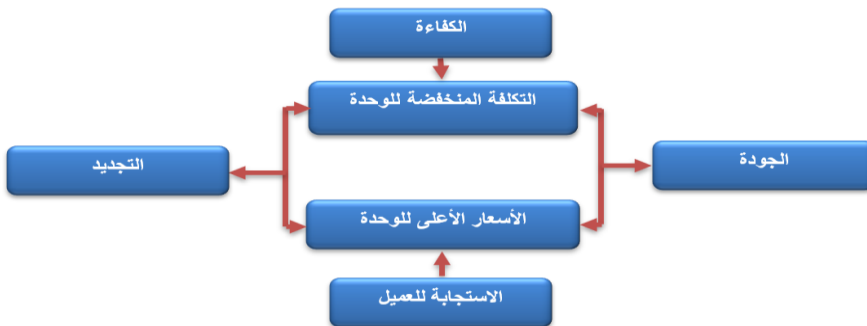 الكفاءة
التكلفة المنخفضة للوحدة
الجودة
التجديد
الأسعار الأعلى للوحدة
الاستجابة للعميل